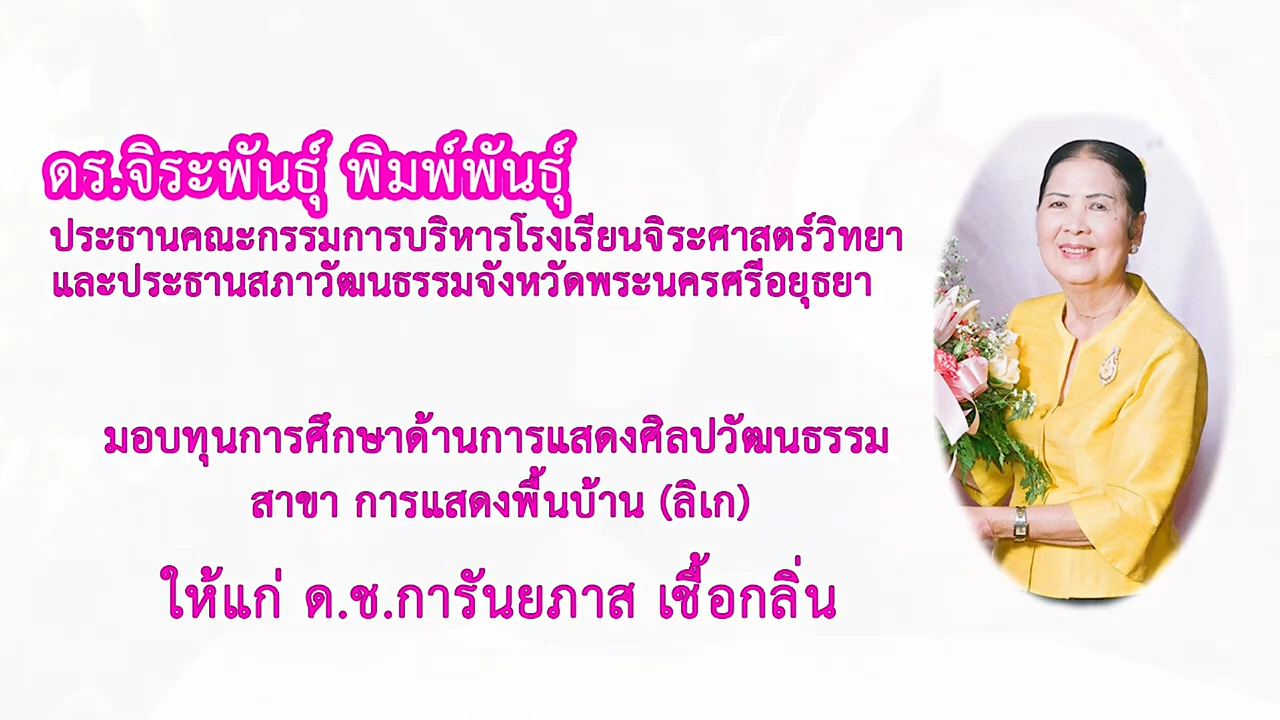 ดร.จิระพันธุ์ พิมพ์พันธุ์
ประธานคณะกรรมการบริหารโรงเรียนจิระศาสตร์วิทยา
และประธานสภาวัฒนธรรมจังหวัดพระนครศรีอยุธยา
มอบทุนการศึกษาด้านการแสดงศิลปวัฒนธรรม
สาขา การแสดงพื้นบ้าน (ลิเก)
ให้แก่ ด.ช.การันยภาส เชื้อกลิ่น